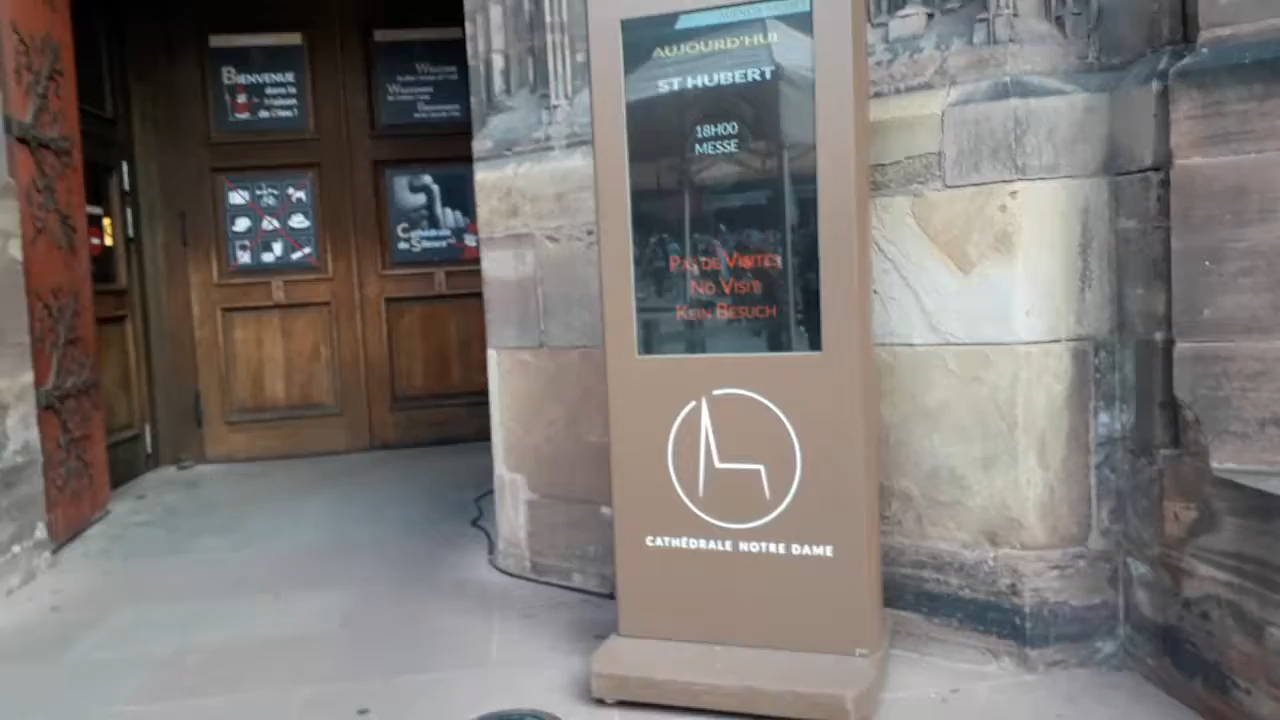 BIENVENUE
dans la
Maison
de Dieu !
WELCOME
WILLKOMMEN
BIENVENUE
Cathédrale
du Silence
AUJOURD'HUI
ST HUBERT
18H00
MESSE
PAS DE VISITES
NO VISIT
KEIN BESUCH
CATHÉDRALE NOTRE DAME